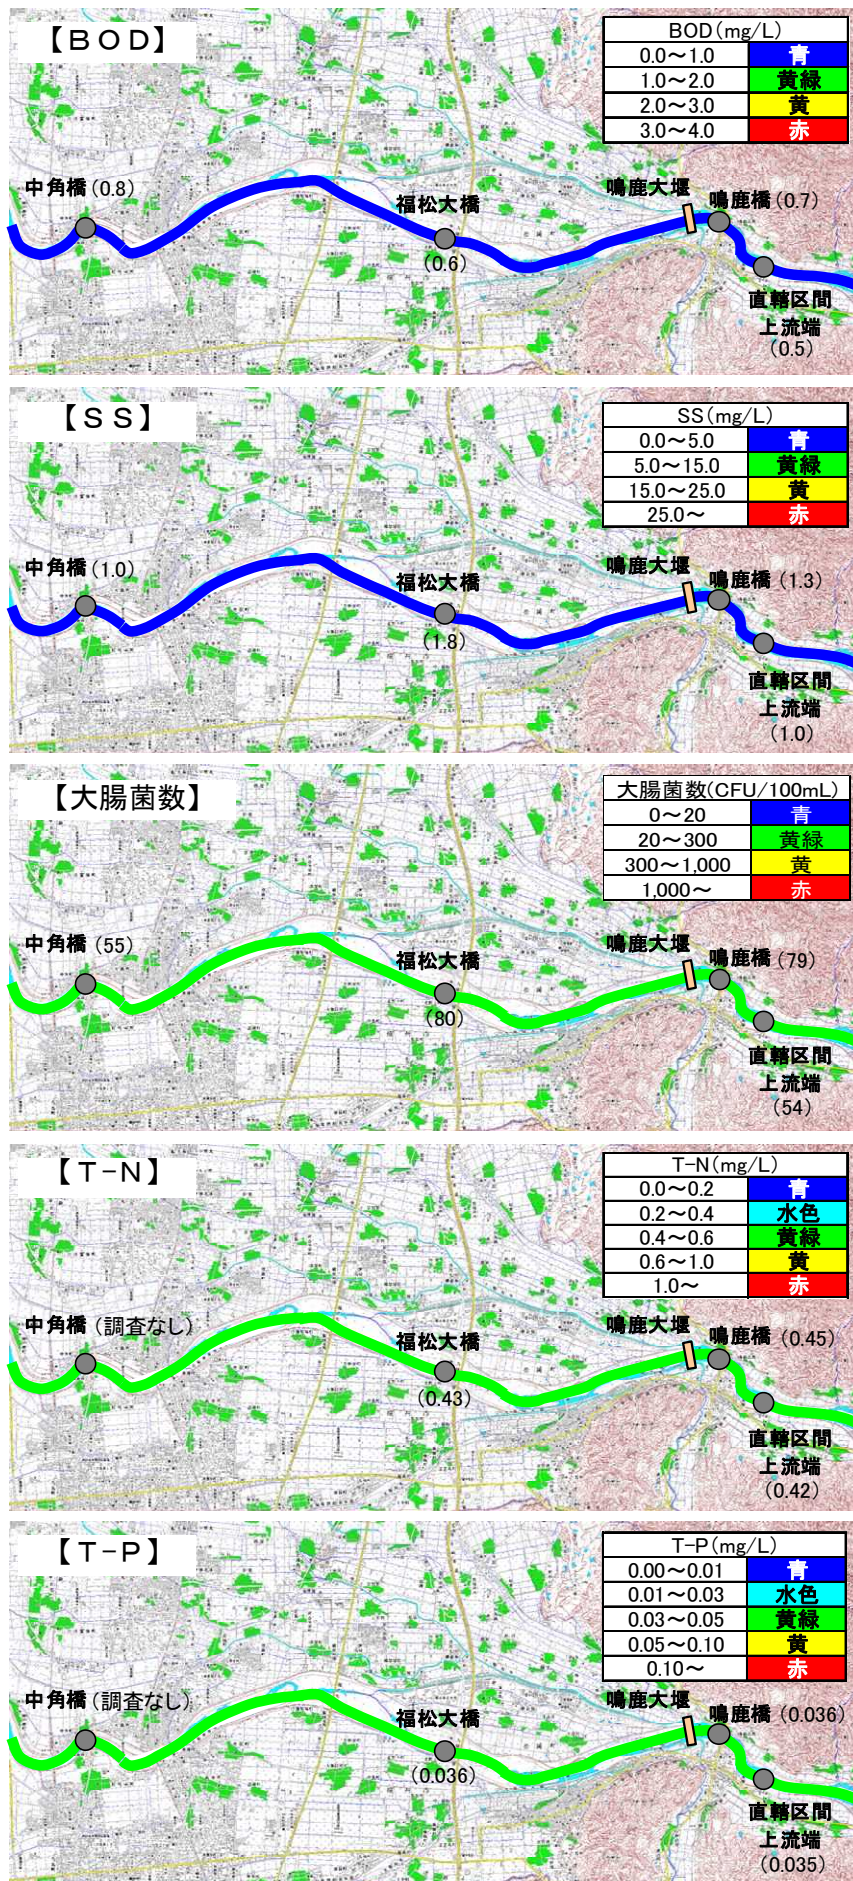 【BOD】
BOD(mg/L)
0.0～1.0 青
1.0～2.0 黄緑
2.0～3.0 黄
3.0～4.0 赤
中角橋(0.8)
福松大橋
(0.6)
鳴鹿大堰
鳴鹿橋(0.7)
直轄区間
上流端
(0.5)
【SS】
SS(mg/L)
0.0～5.0 青
5.0～15.0 黄緑
15.0～25.0 黄
25.0～ 赤
中角橋(1.0)
福松大橋
(1.8)
鳴鹿大堰
鳴鹿橋(1.3)
直轄区間
上流端
(1.0)
【大腸菌数】
大腸菌数(CFU/100mL)
0～20 青
20～300 黄緑
300～1,000 黄
1,000～ 赤
中角橋(55)
福松大橋
(80)
鳴鹿大堰
鳴鹿橋(79)
直轄区間
上流端
(54)
【T-N】
T-N(mg/L)
0.0～0.2 青
0.2～0.4 水色
0.4～0.6 黄緑
0.6～1.0 黄
1.0～ 赤
中角橋(調査なし)
福松大橋
(0.43)
鳴鹿大堰
鳴鹿橋(0.45)
直轄区間
上流端
(0.42)
【T-P】
T-P(mg/L)
0.00～0.01 青
0.01～0.03 水色
0.03～0.05 黄緑
0.05～0.10 黄
0.10～ 赤
中角橋(調査なし)
福松大橋
(0.036)
鳴鹿大堰
鳴鹿橋(0.036)
直轄区間
上流端
(0.035)